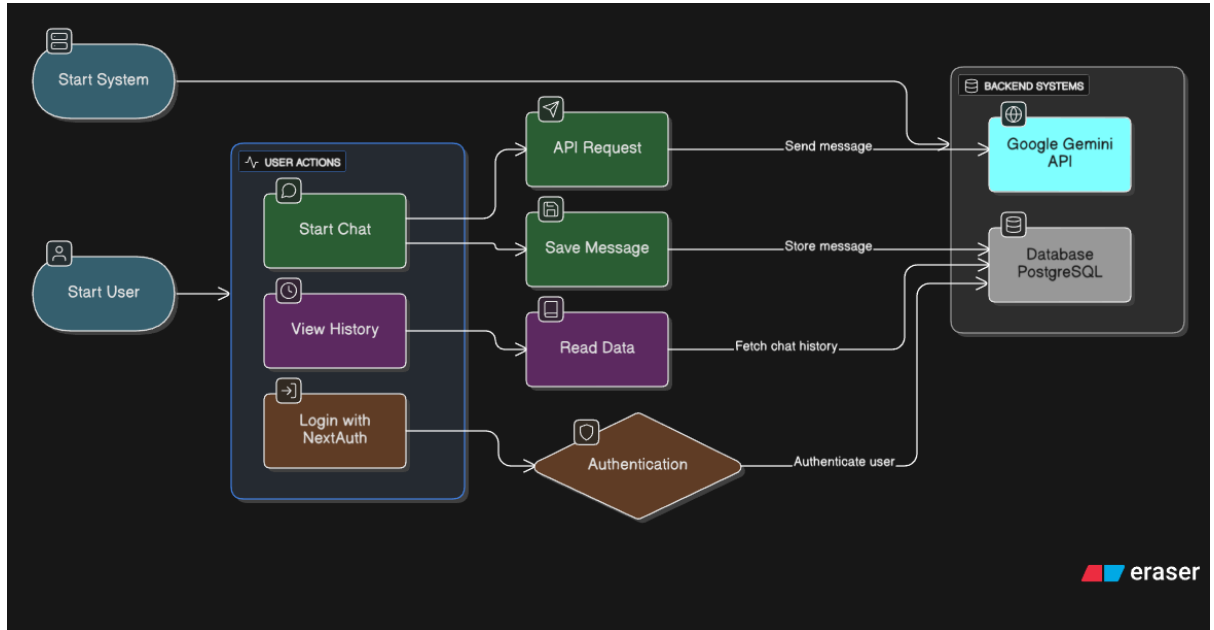 Start System
BACKEND SYSTEMS
API Request
Send message
Google Gemini
API
USER ACTIONS
Start Chat
Save Message
Store message
Database
PostgreSQL
Start User
View History
Read Data
Fetch chat history
Login with
NextAuth
Authentication
Authenticate user
eraser